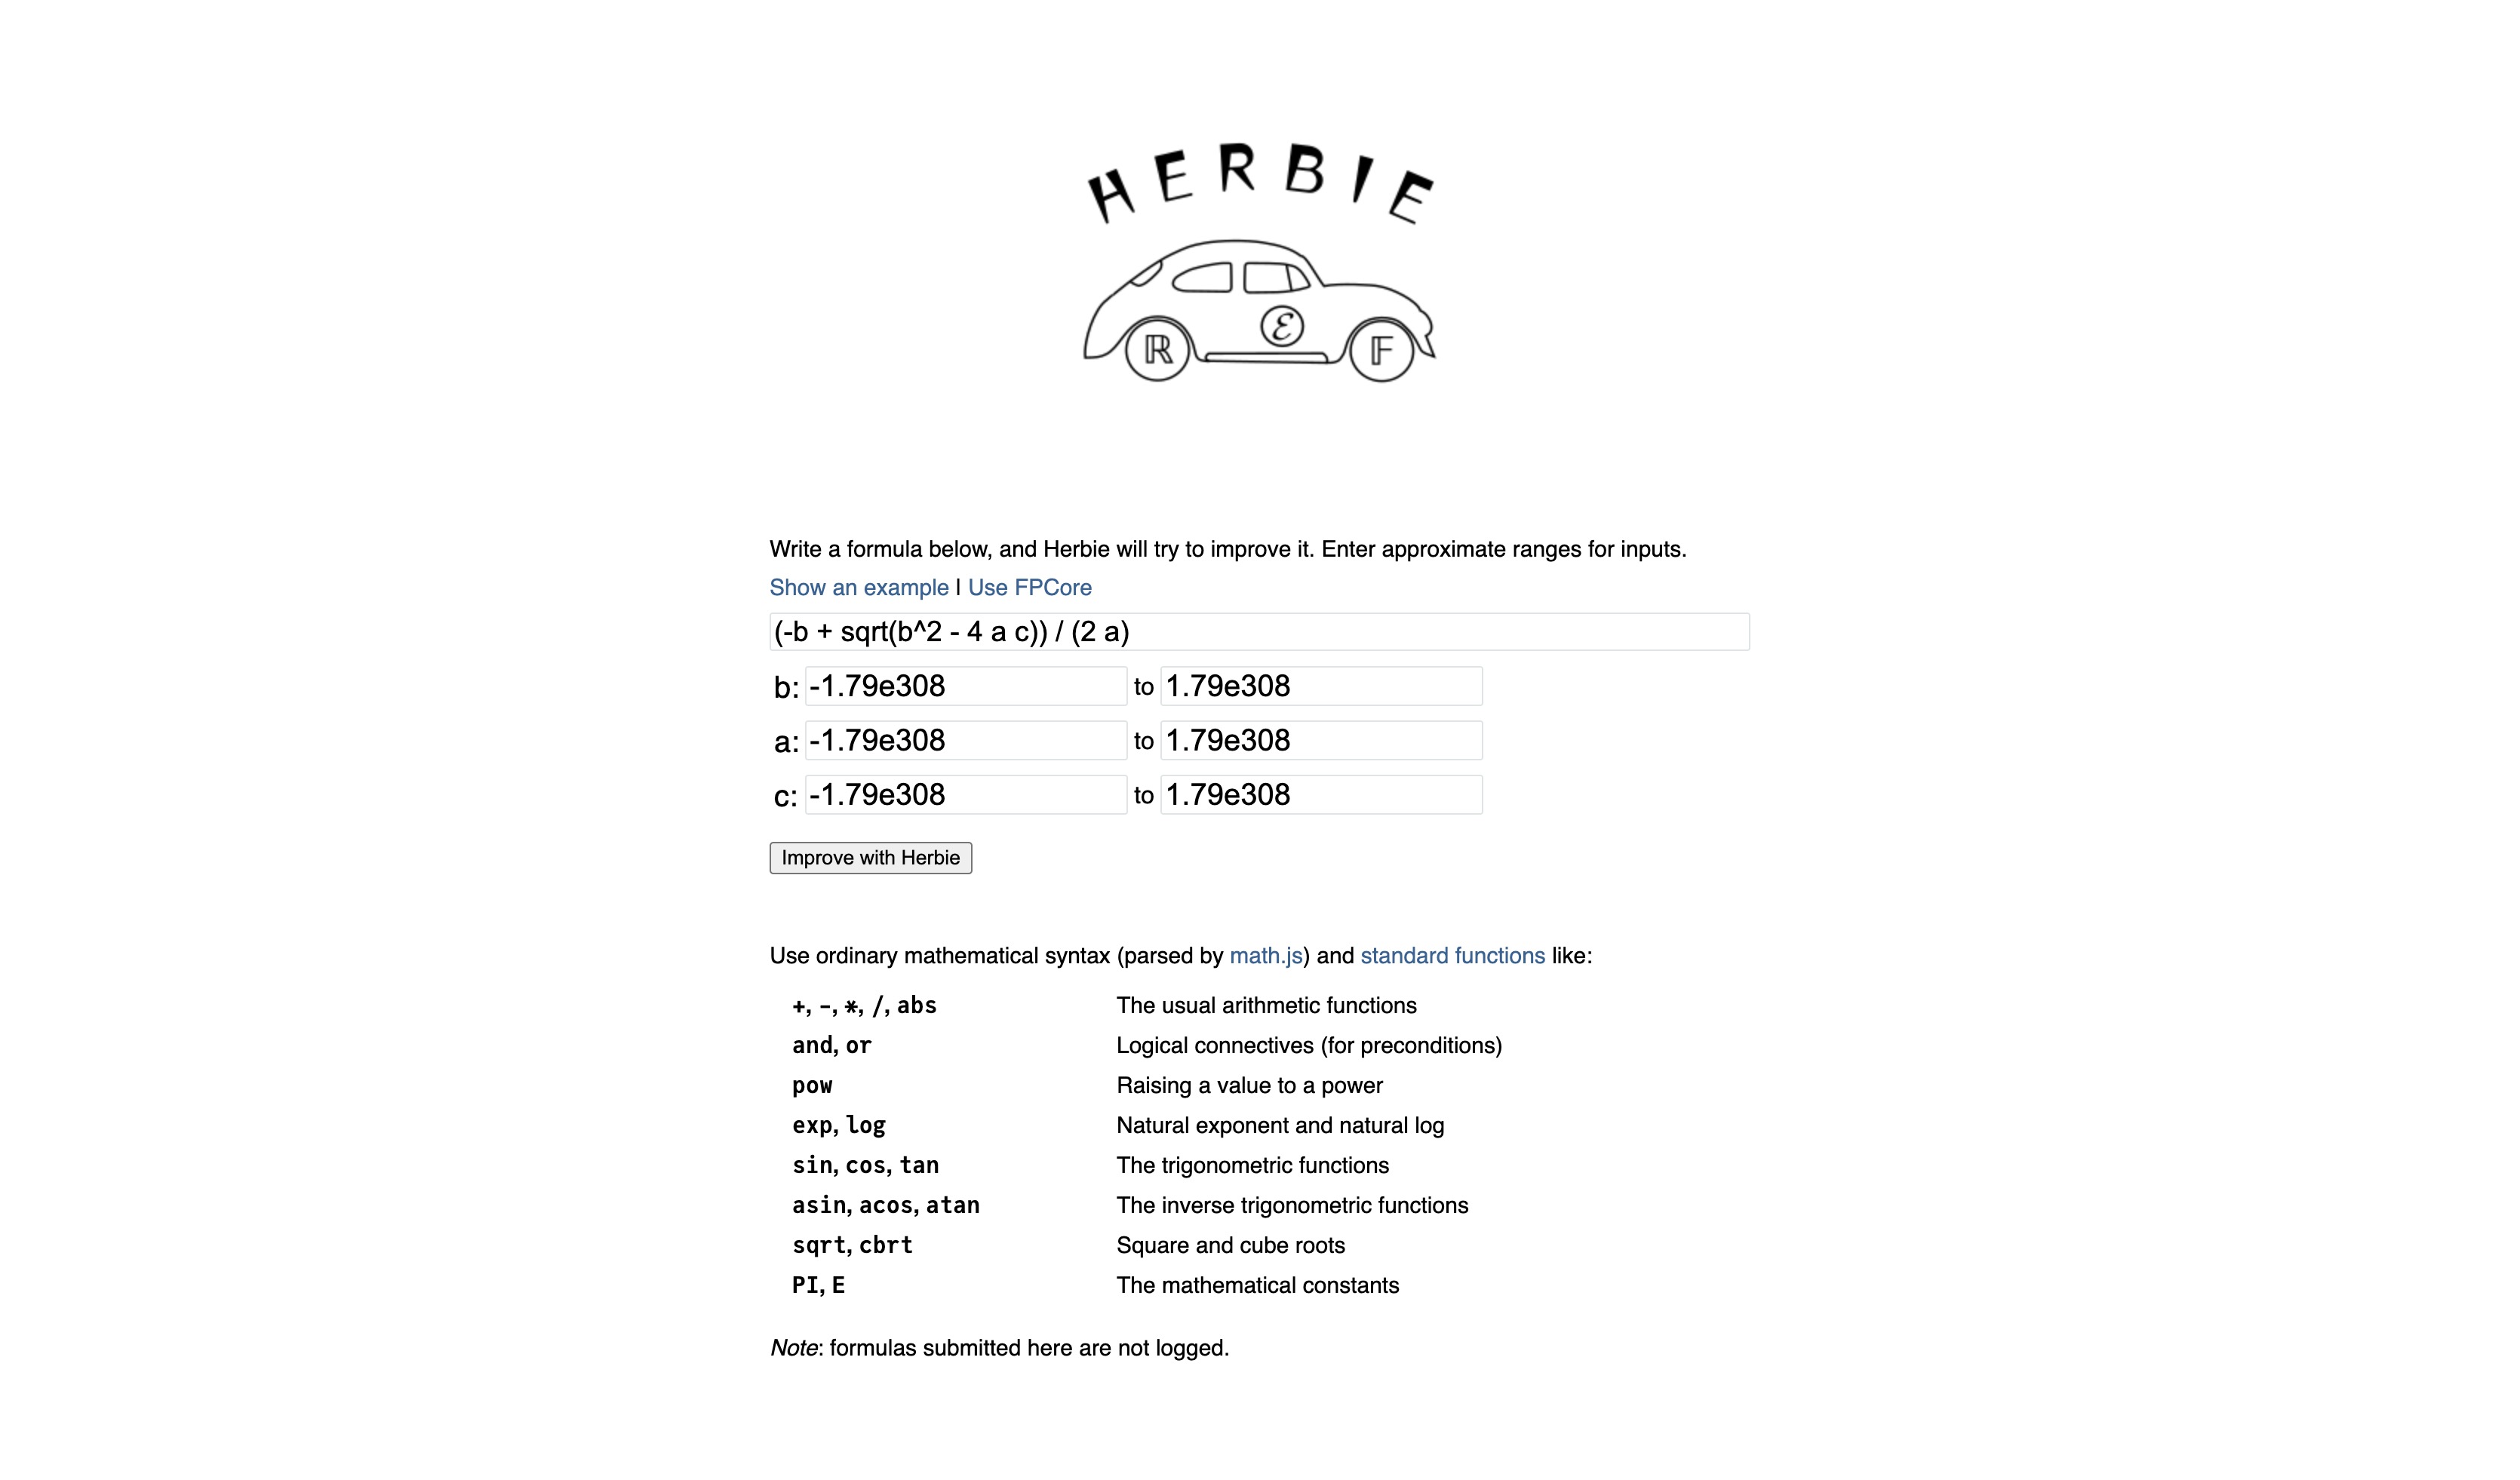 HERBIE
ℰ
ℝ 𝔽
Write a formula below, and Herbie will try to improve it. Enter approximate ranges for inputs.
Show an example | Use FPCore
(-b + sqrt(b^2 - 4 a c)) / (2 a)
b: -1.79e308 to 1.79e308
a: -1.79e308 to 1.79e308
c: -1.79e308 to 1.79e308
Improve with Herbie
Use ordinary mathematical syntax (parsed by math.js) and standard functions like:
+, -, *, /, abs The usual arithmetic functions
and, or Logical connectives (for preconditions)
pow Raising a value to a power
exp, log Natural exponent and natural log
sin, cos, tan The trigonometric functions
asin, acos, atan The inverse trigonometric functions
sqrt, cbrt Square and cube roots
PI, E The mathematical constants
Note: formulas submitted here are not logged.